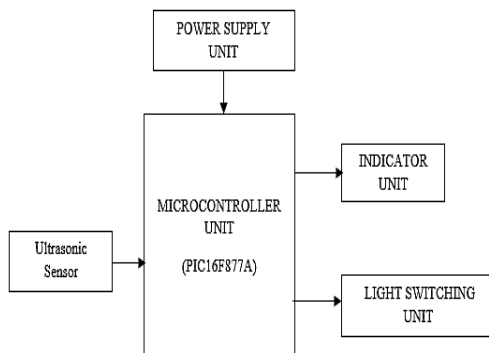 POWER SUPPLY
UNIT
MICROCONTROLLER
UNIT
(PIC16F877A)
INDICATOR
UNIT
Ultrasonic
Sensor
LIGHT SWITCHING
UNIT